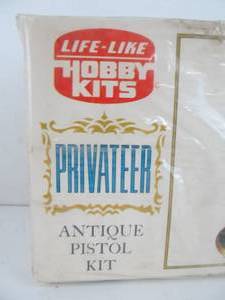 LIFE-LIKE
HOBBY
KITS
PRIVATEER
ANTIQUE
PISTOL
KIT